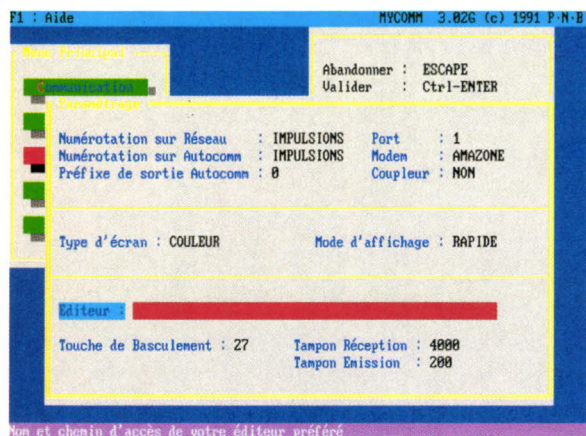 F1 : Aide MYCOMM 3.02G (c) 1991 P·N·B
Menu Principal
Abandonner : ESCAPE
Communication
Valider : Ctrl-ENTER
Paramétrage
Numérotation sur Réseau : IMPULSIONS Port : 1
Numérotation sur Autocomm : IMPULSIONS Modem : AMAZONE
Préfixe de sortie Autocomm : 0 Coupleur : NON
Type d'écran : COULEUR Mode d'affichage : RAPIDE
Editeur :
Touche de Basculement : 27 Tampon Réception : 4000
Tampon Emission : 200
Nom et chemin d'accès de votre éditeur préféré